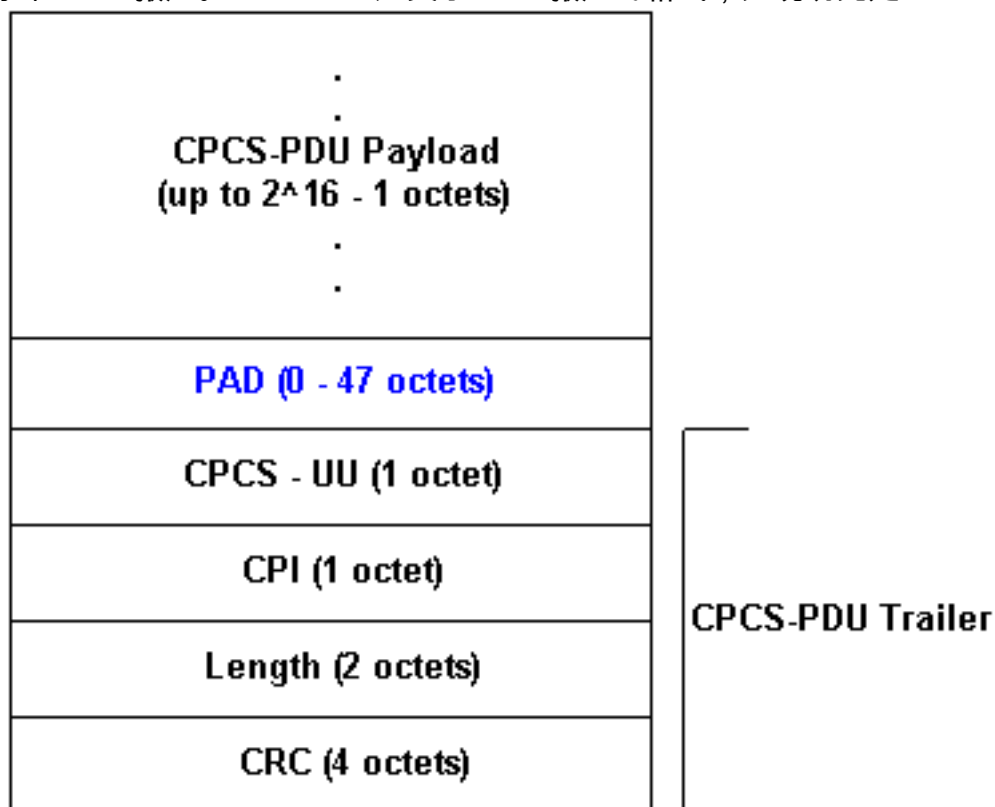 CPCS-PDU Payload
(up to 2^16 - 1 octets)
PAD (0 - 47 octets)
CPCS - UU (1 octet)
CPI (1 octet)
Length (2 octets)
CPCS-PDU Trailer
CRC (4 octets)